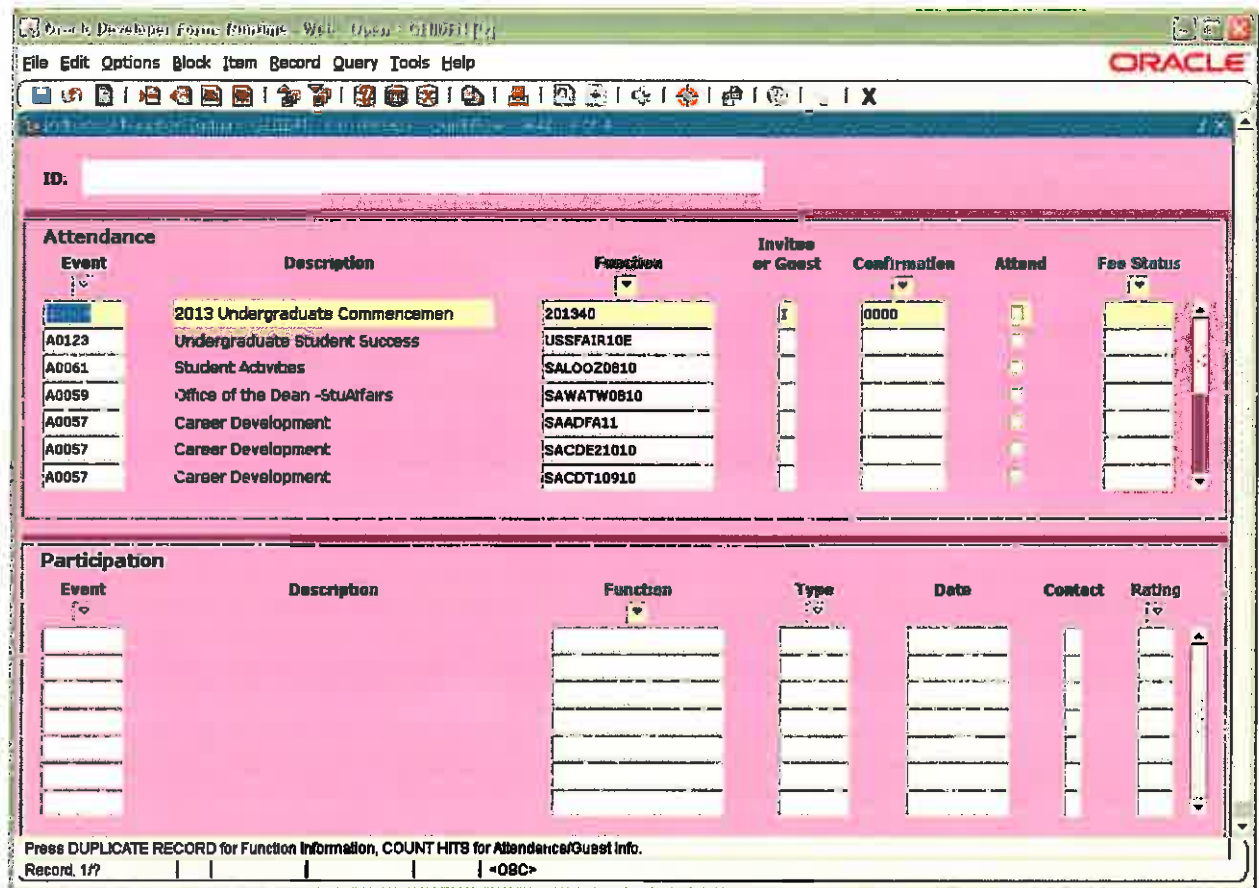 Oracle Developer Forms Runtime - Web: Open
File Edit Options Block Item Record Query Tools Help
ORACLE
X
ID:
Attendance
Event Description Function Invitee or Guest Confirmation Attend Fee Status
2013 Undergraduate Commencemen 201340 I 0000
A0123 Undergraduate Student Success USSFAIR10E
A0061 Student Activities SALOOZ0810
A0059 Office of the Dean -StuAffairs SAWATW0810
A0057 Career Development SAADFA11
A0057 Career Development SACDE21010
A0057 Career Development SACDT10910
Participation
Event Description Function Type Date Contact Rating
Press DUPLICATE RECORD for Function Information, COUNT HITS for Attendance/Guest Info.
Record: 1/? <OSC>